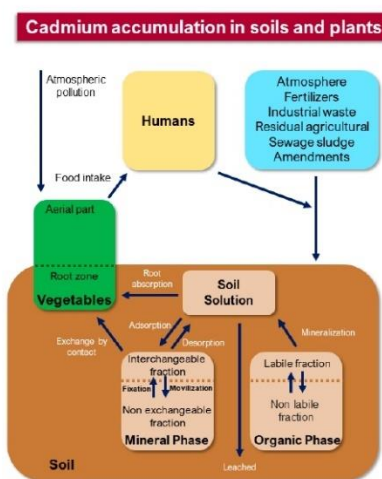 Cadmium accumulation in soils and plants
Atmospheric
pollution
Humans
Atmosphere
Fertilizers
Industrial waste
Residual agricultural
Sewage sludge
Amendments
Food intake
Aerial part
Root zone
Vegetables
Root
absorption
Soil
Solution
Exchange by
contact
Adsorption
Desorption
Mineralization
Interchangeable
fraction
Fixation
Movilization
Non exchangeable
fraction
Mineral Phase
Labile fraction
Non labile
fraction
Organic Phase
Soil
Leached